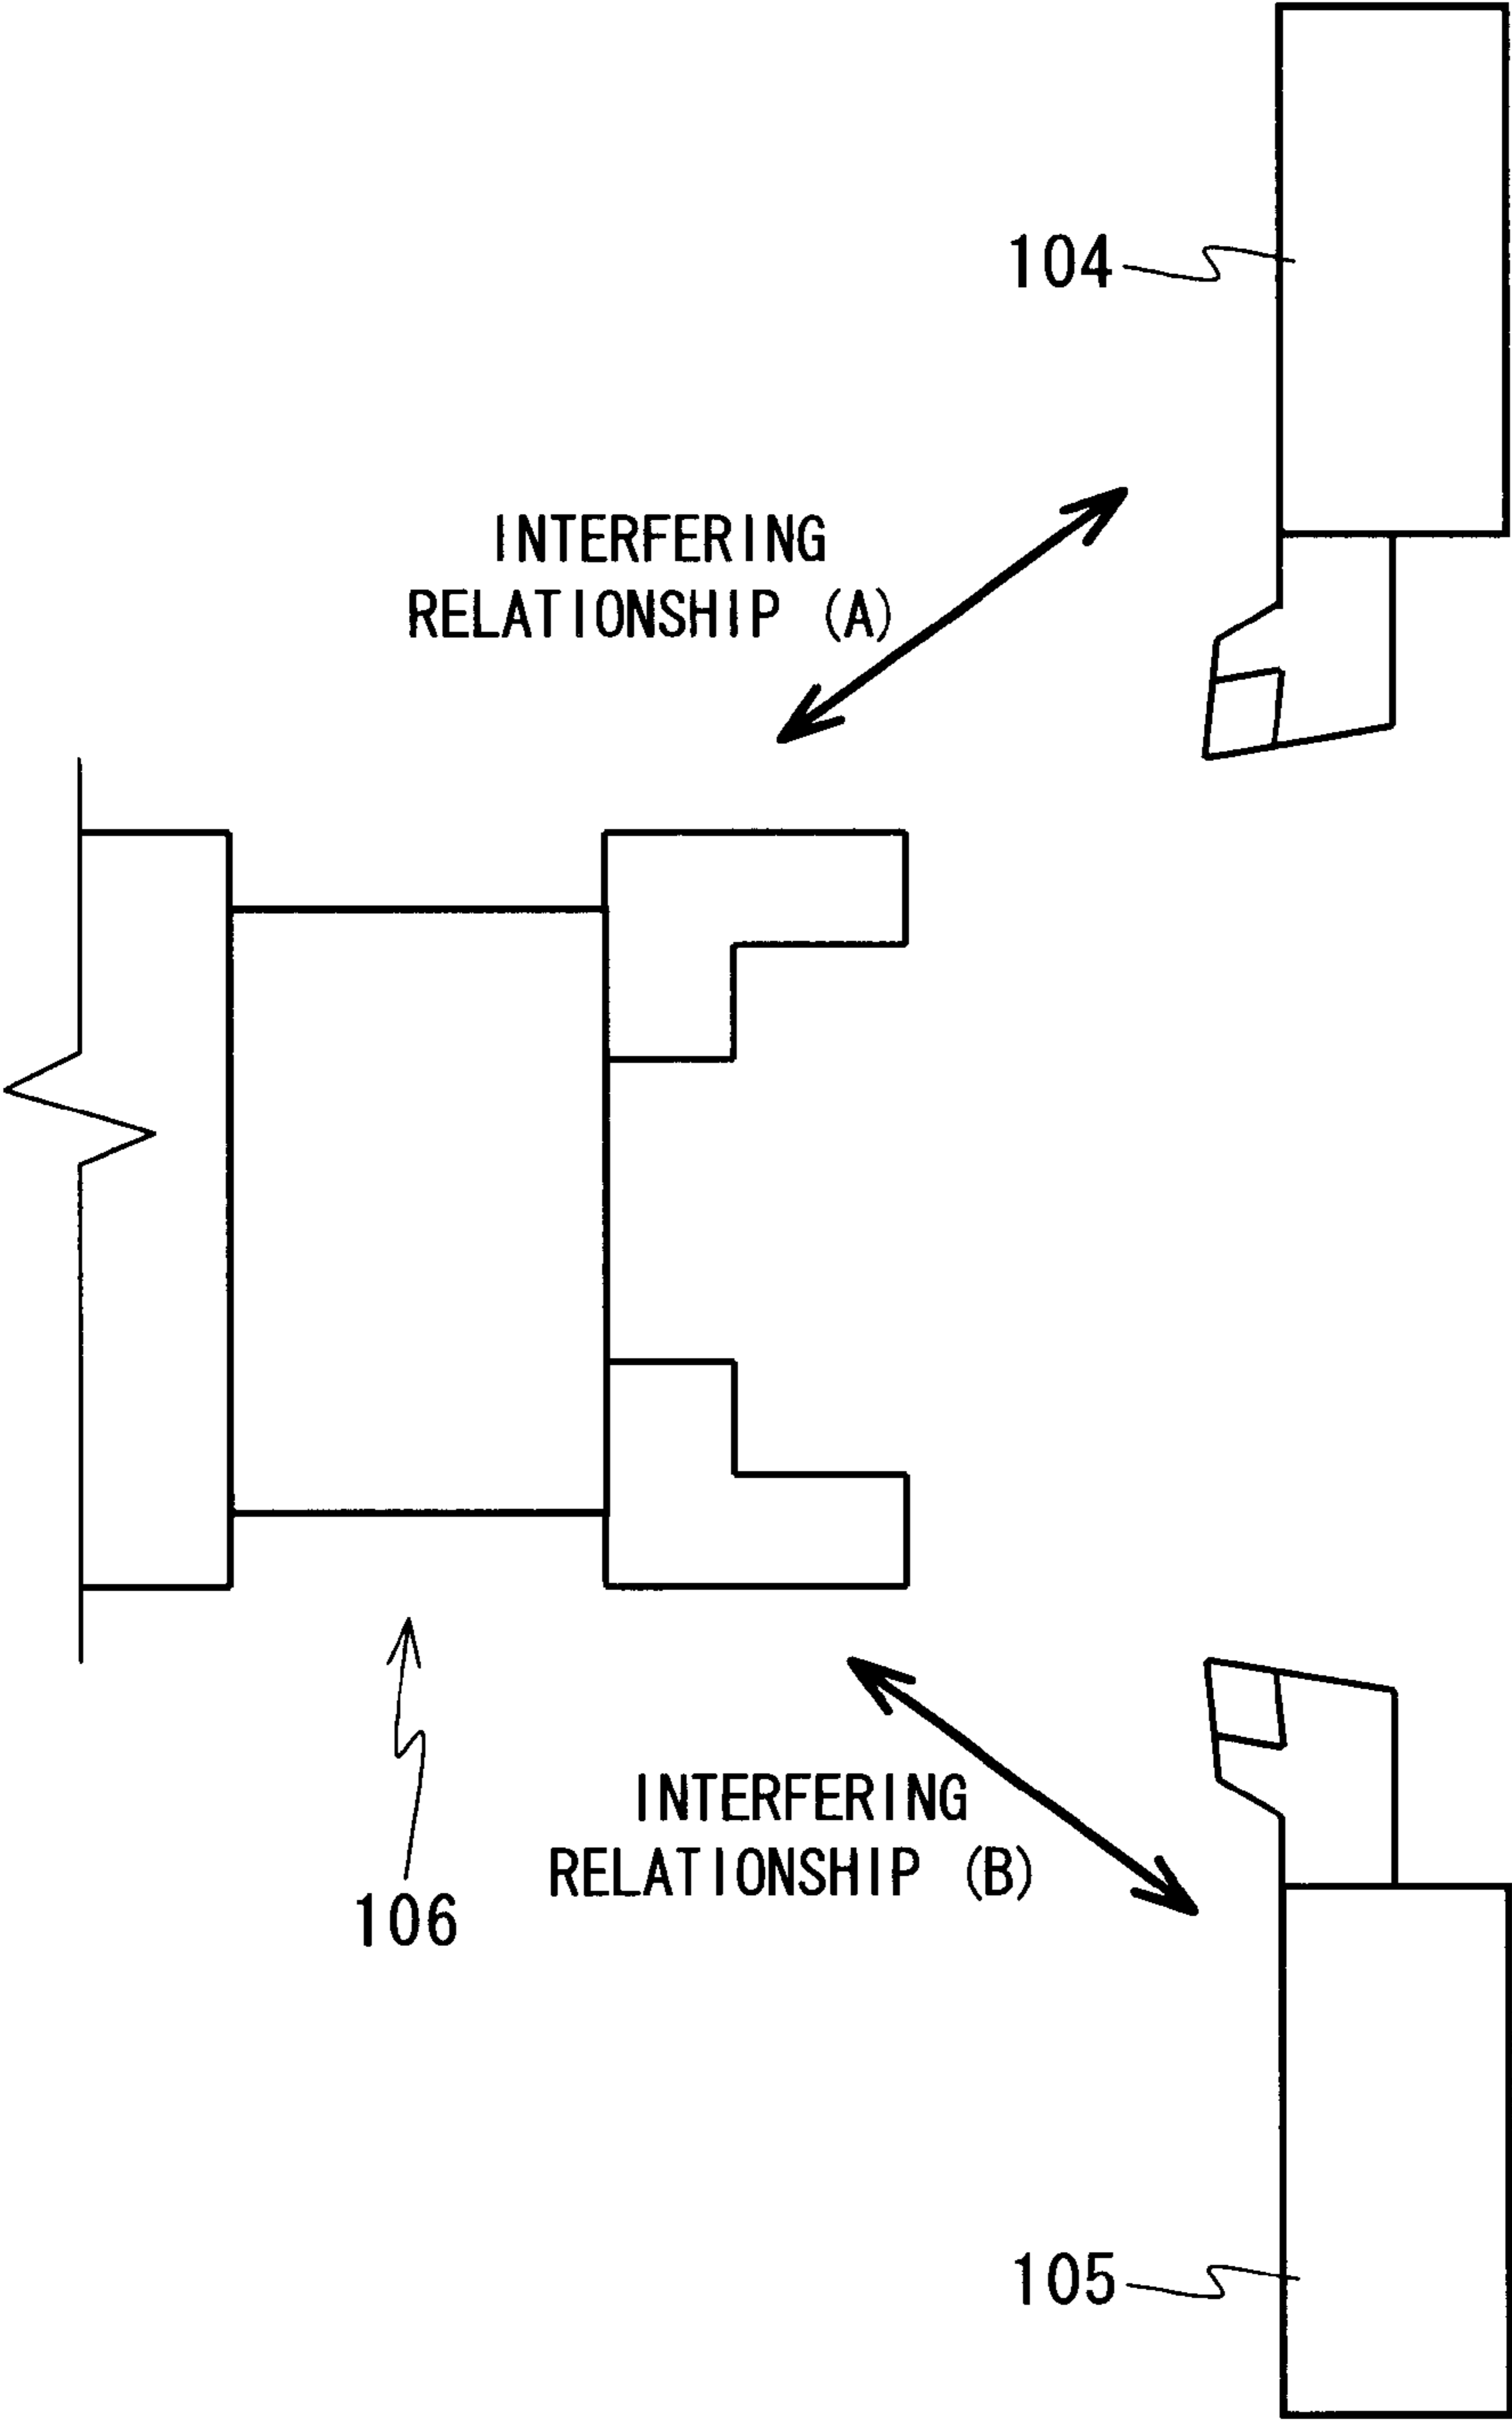 104
INTERFERING
RELATIONSHIP (A)
INTERFERING
RELATIONSHIP (B)
106
105